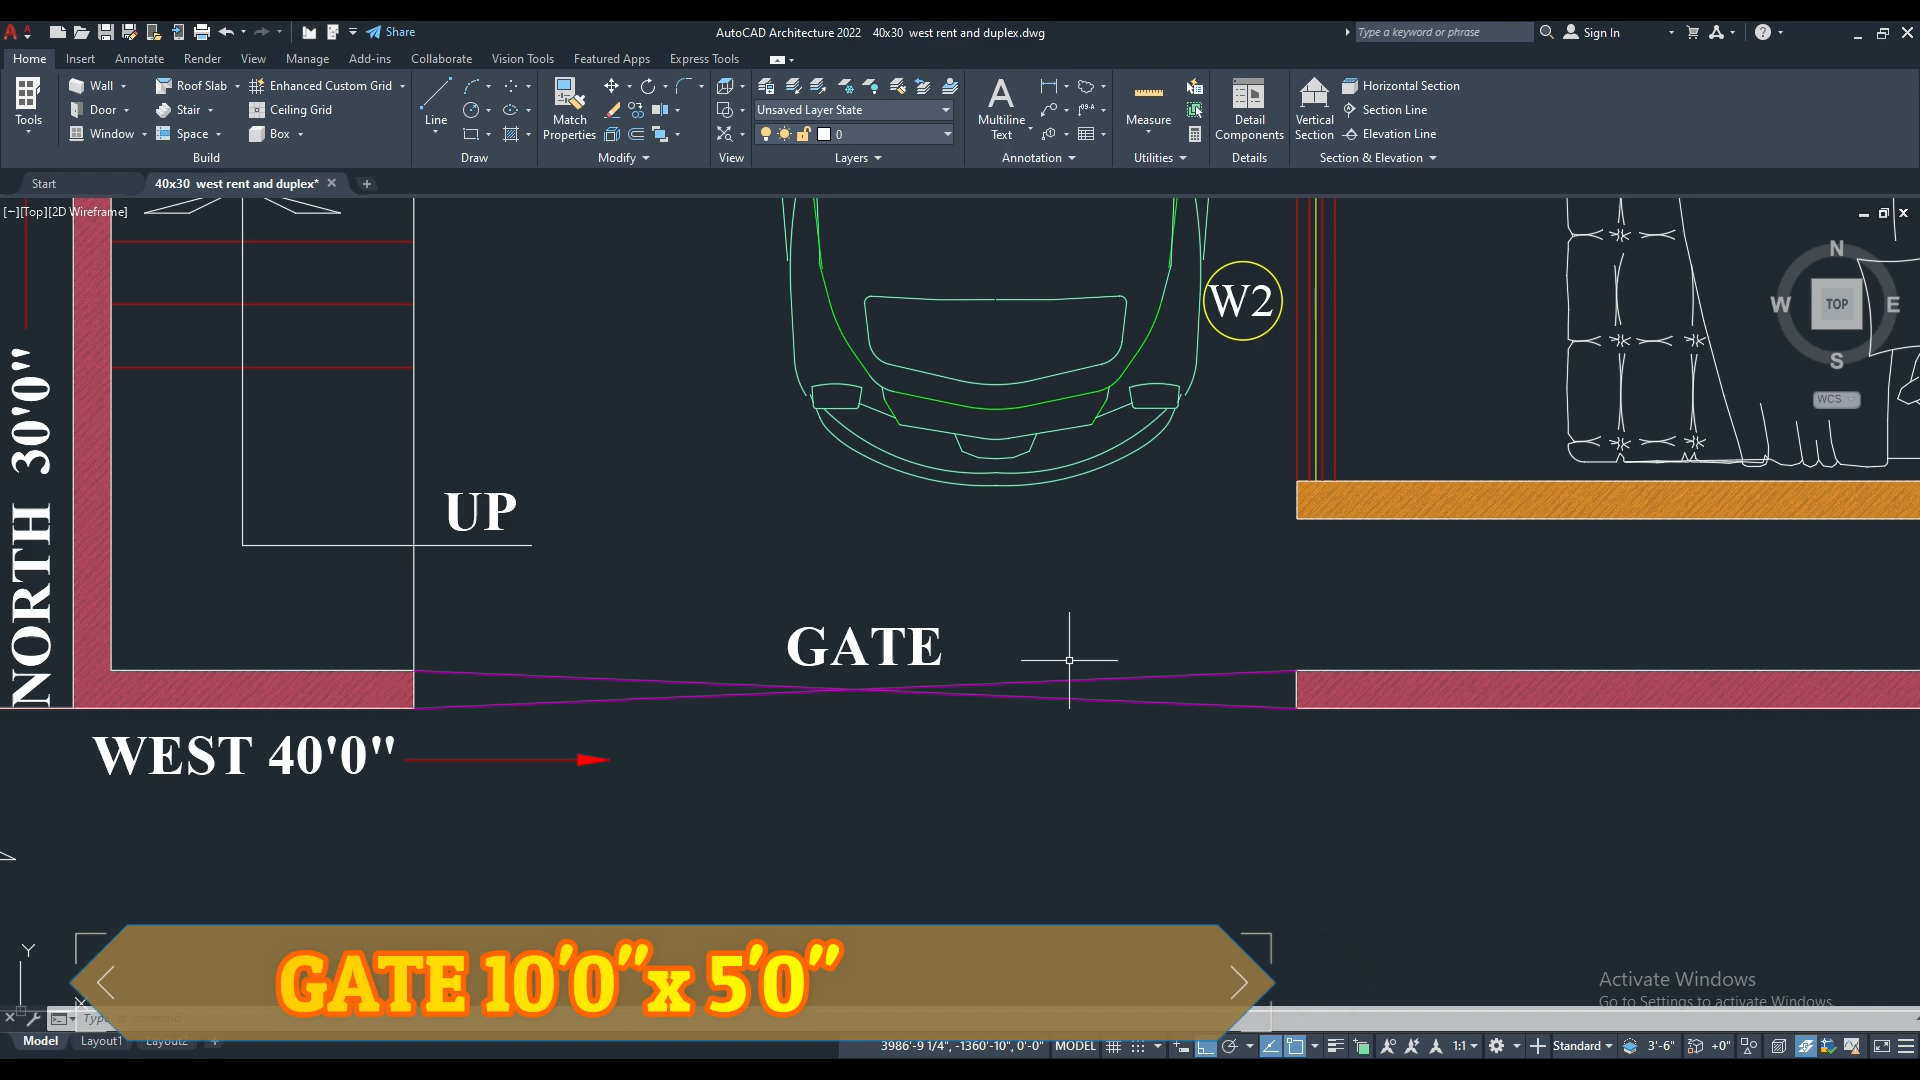 Share
AutoCAD Architecture 2022 40x30 west rent and duplex.dwg
Type a keyword or phrase
Sign In
Home Insert Annotate Render View Manage Add-ins Collaborate Vision Tools Featured Apps Express Tools
Tools
Wall
Door
Window
Roof Slab
Stair
Space
Enhanced Custom Grid
Ceiling Grid
Box
Build
Line
Draw
Match
Properties
Modify
View
Unsaved Layer State
0
Layers
A
Multiline
Text
Annotation
Measure
Utilities
Detail
Components
Details
Vertical
Section
Horizontal Section
Section Line
Elevation Line
Section & Elevation
Start
40x30 west rent and duplex*
[−][Top][2D Wireframe]
N
W TOP E
S
WCS
W2
NORTH 30'0"
UP
GATE
WEST 40'0"
GATE 10'0"x 5'0"
Y
X
Activate Windows
Go to Settings to activate Windows.
Type a command
Model Layout1 Layout2
3986'-9 1/4", -1360'-10", 0'-0" MODEL 1:1 Standard 3'-6" +0"